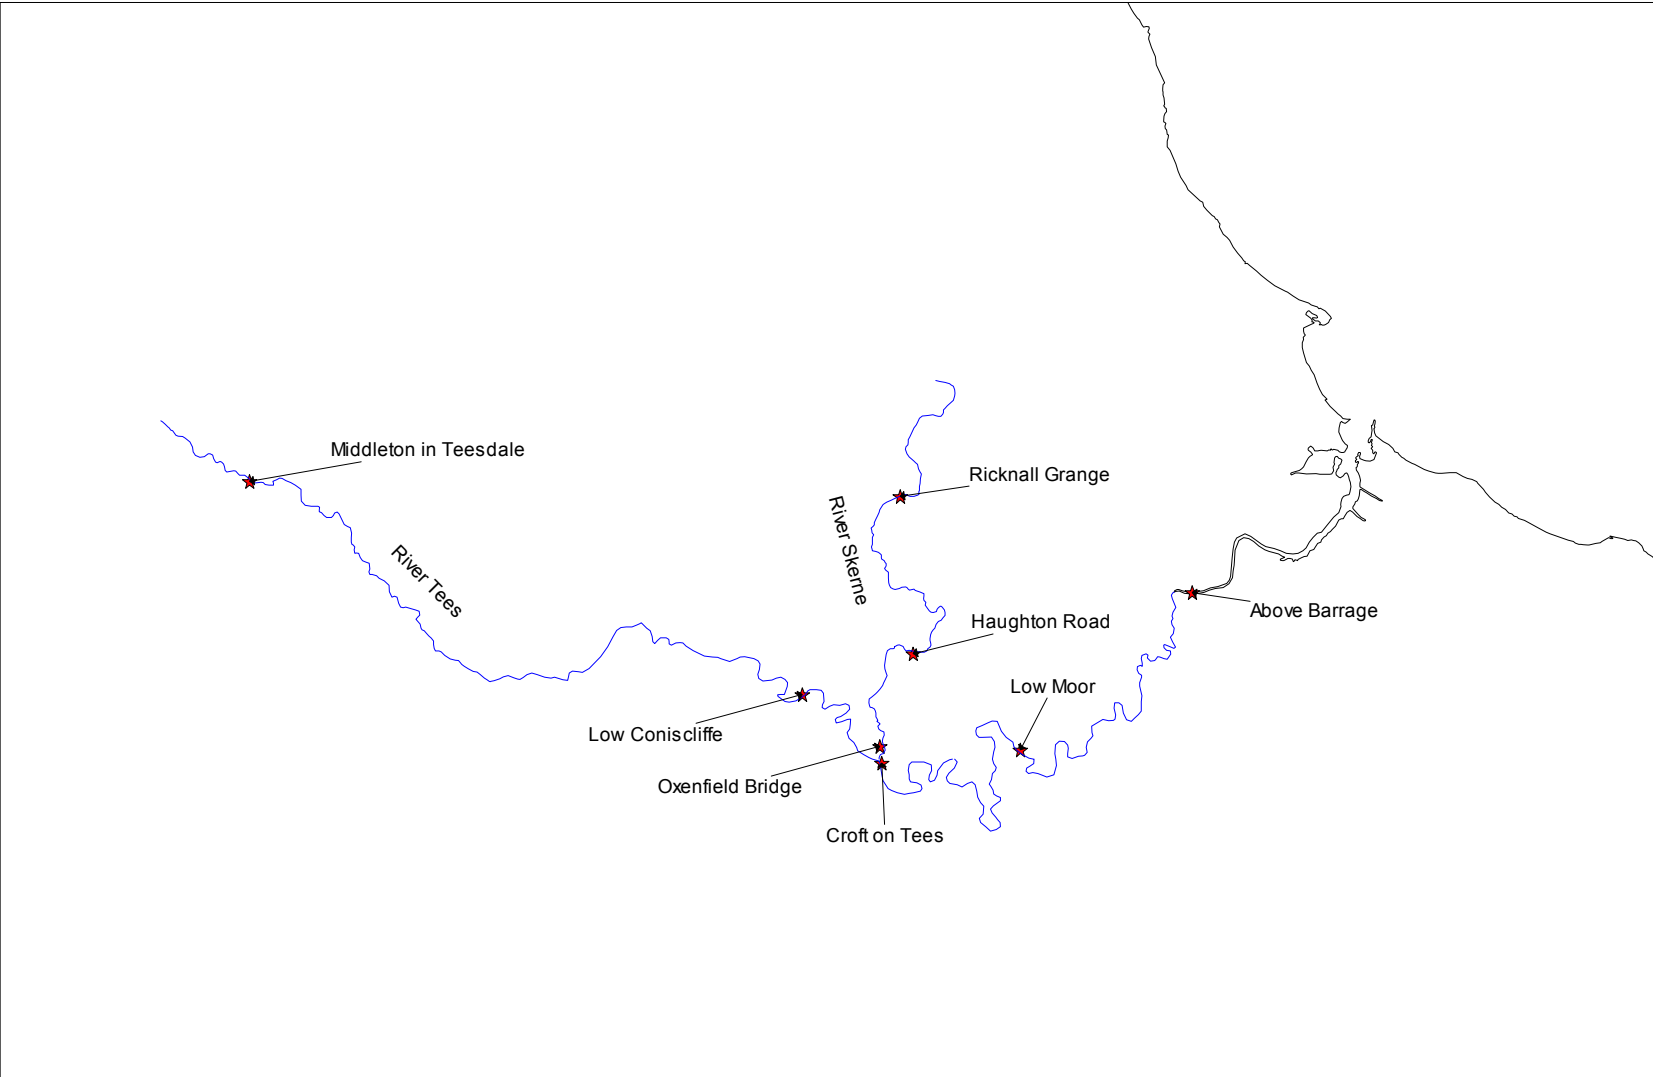 Middleton in Teesdale
Ricknall Grange
River Skerne
River Tees
Above Barrage
Haughton Road
Low Moor
Low Coniscliffe
Oxenfield Bridge
Croft on Tees